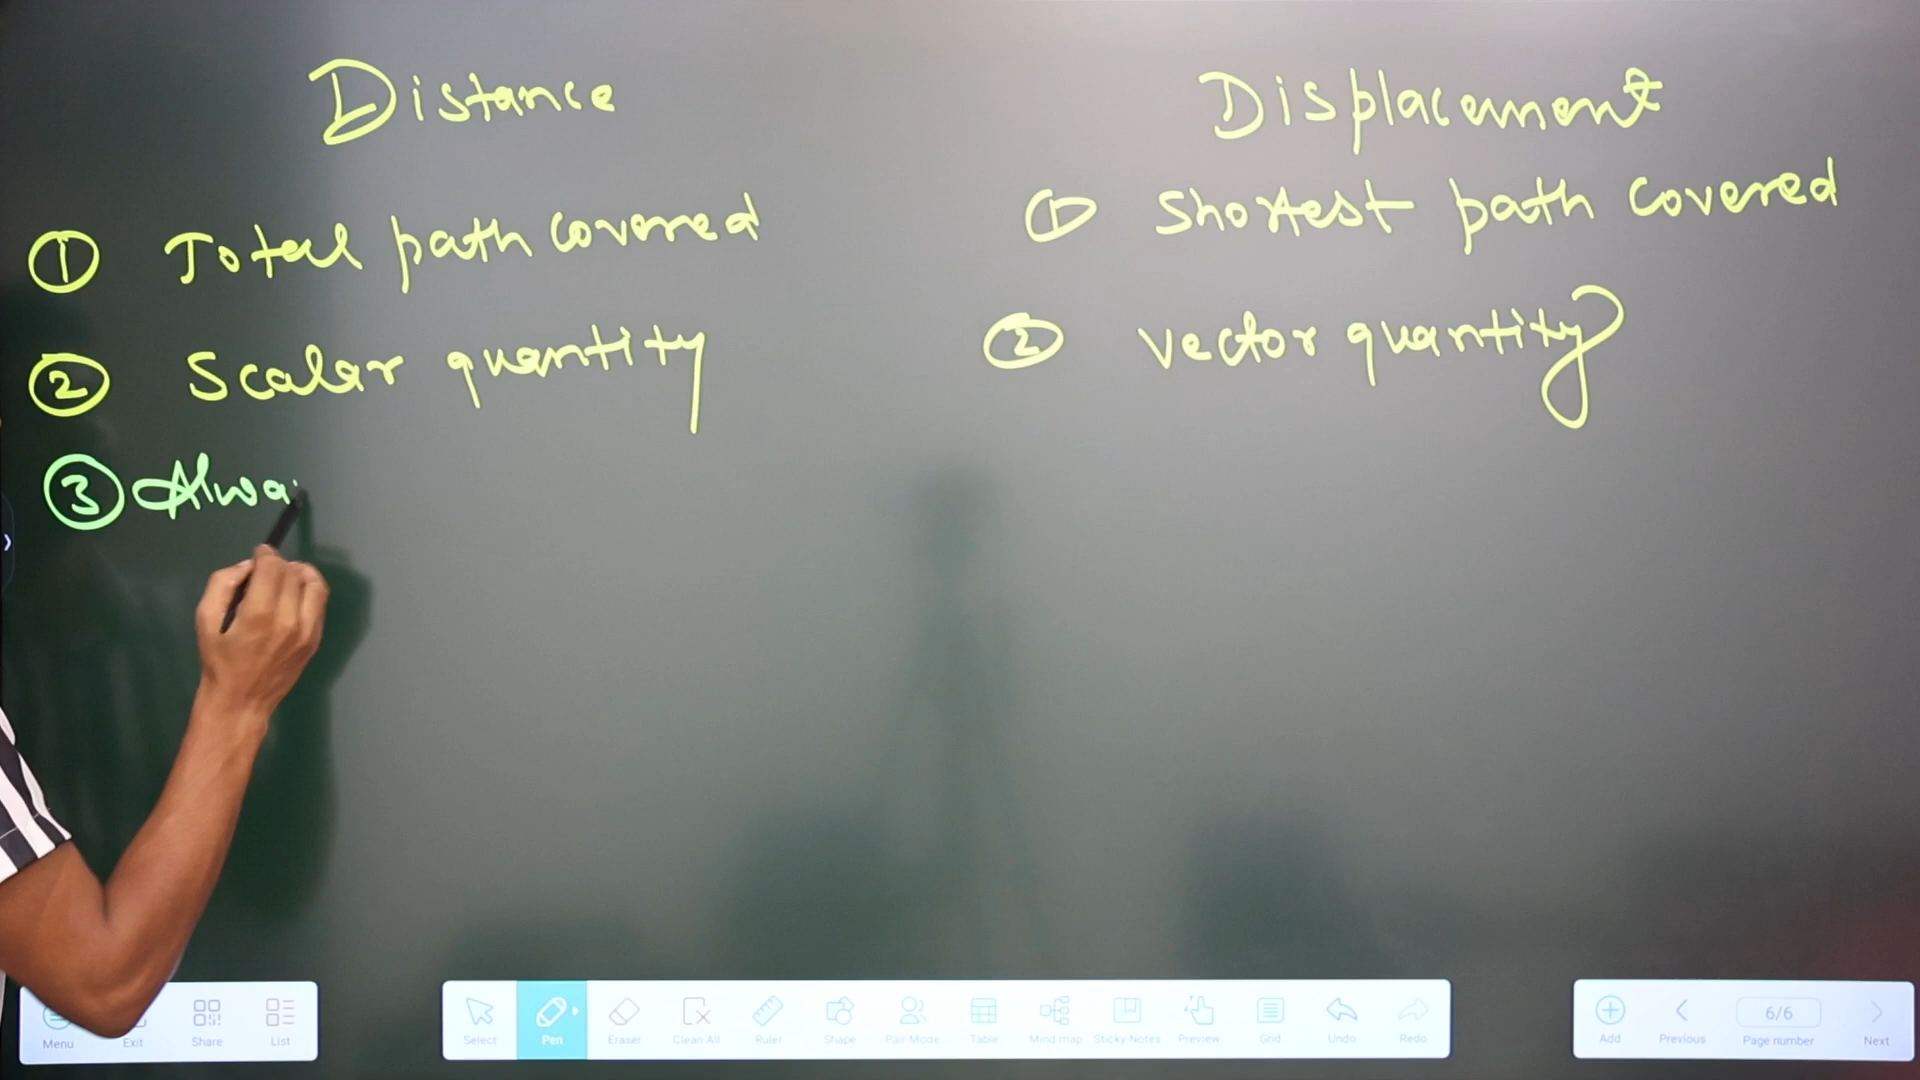 Distance
Displacement
① Total path covered
① Shortest path covered
② Scalar quantity
② Vector quantity
③ Alwa
Menu
Exit
Share
List
Select
Pen
Eraser
Clean All
Ruler
Shape
Pair Mode
Table
Mind map
Sticky Notes
Preview
Grid
Undo
Redo
Add
Previous
6/6
Page number
Next